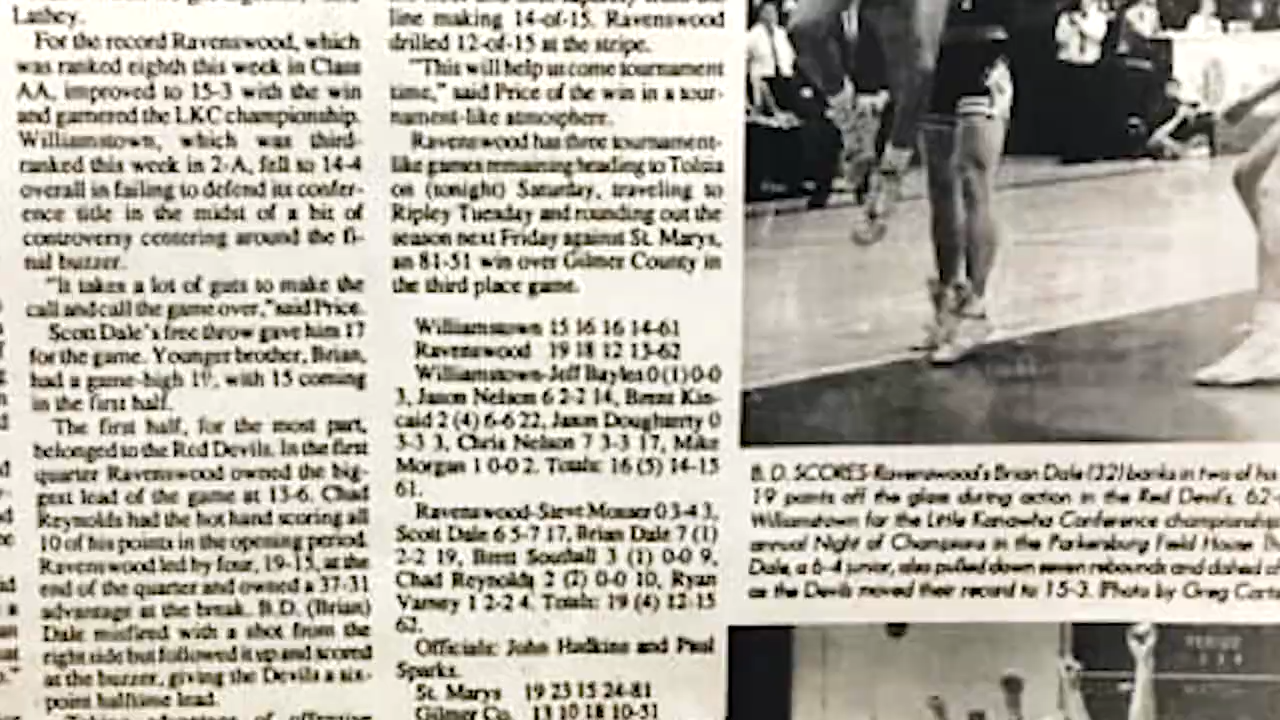 Lathey.
For the record Ravenswood, which
was ranked eighth this week in Class
AA, improved to 15-3 with the win
and garnered the LKC championship.
Williamstown, which was third-
ranked this week in 2-A, fell to 14-4
overall in failing to defend its confer-
ence title in the midst of a bit of
controversy centering around the fi-
nal buzzer.
"It takes a lot of guts to make the
call and call the game over," said Price.
Scott Dale's free throw gave him 17
for the game. Younger brother, Brian,
had a game-high 19, with 15 coming
in the first half.
The first half, for the most part,
belonged to the Red Devils. In the first
quarter Ravenswood owned the big-
gest lead of the game at 13-6. Chad
Reynolds had the hot hand scoring all
10 of his points in the opening period.
Ravenswood led by four, 19-15, at the
end of the quarter and owned a 37-31
advantage at the break. B.D. (Brian)
Dale misfired with a shot from the
right side but followed it up and scored
at the buzzer, giving the Devils a six-
point halftime lead.
Taking advantage of offensive
line making 14-of-15. Ravenswood
drilled 12-of-15 at the stripe.
"This will help us come tournament
time," said Price of the win in a tour-
nament-like atmosphere.
Ravenswood has three tournament-
like games remaining heading to Tolsia
on (tonight) Saturday, traveling to
Ripley Tuesday and rounding out the
season next Friday against St. Marys,
an 81-51 win over Gilmer County in
the third place game.
Williamstown 15 16 16 14-61
Ravenswood 19 18 12 13-62
Williamstown-Jeff Bayles 0 (1) 0-0
3, Jason Nelson 6 2-2 14, Brent Kin-
caid 2 (4) 6-6 22, Jason Dougherty 0
3-3 3, Chris Nelson 7 3-3 17, Mike
Morgan 1 0-0 2. Totals: 16 (5) 14-15
61.
Ravenswood-Steve Mosser 0 3-4 3,
Scott Dale 6 5-7 17, Brian Dale 7 (1)
2-2 19, Brett Southall 3 (1) 0-0 9,
Chad Reynolds 2 (2) 0-0 10, Ryan
Varney 1 2-2 4. Totals: 19 (4) 12-15
62.
Officials: John Hadkins and Paul
Sparks.
St. Marys 19 23 15 24-81
Gilmer Co. 13 10 18 10-51
B. D. SCORES-Ravenswood's Brian Dale (32) banks in two of his
19 points off the glass during action in the Red Devil's, 62-
Williamstown for the Little Kanawha Conference championship
annual Night of Champions in the Parkersburg Field House
Dale, a 6-4 junior, also pulled down seven rebounds and dished
as the Devils moved their record to 15-3. Photo by Greg